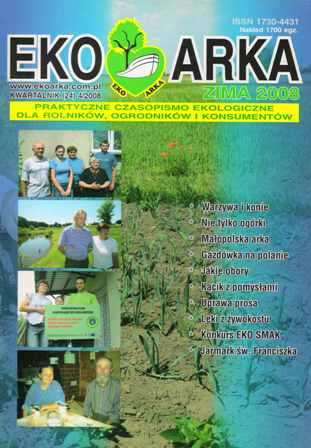 ISSN 1730-4431
Nakład 1700 egz.
EKO ARKA
EKO ARKA
www.ekoarka.com.pl
KWARTALNIK (24) 4/2008
ZIMA 2008
PRAKTYCZNE CZASOPISMO EKOLOGICZNE
DLA ROLNIKÓW, OGRODNIKÓW I KONSUMENTÓW
Warzywa i konie
Nie tylko ogórki
Małopolska arka
Gazdówka na polanie
Jakie obory
Kącik z pomysłami
Uprawa prosa
Leki z żywokostu
Konkurs EKO SMAK
Jarmark św. Franciszka